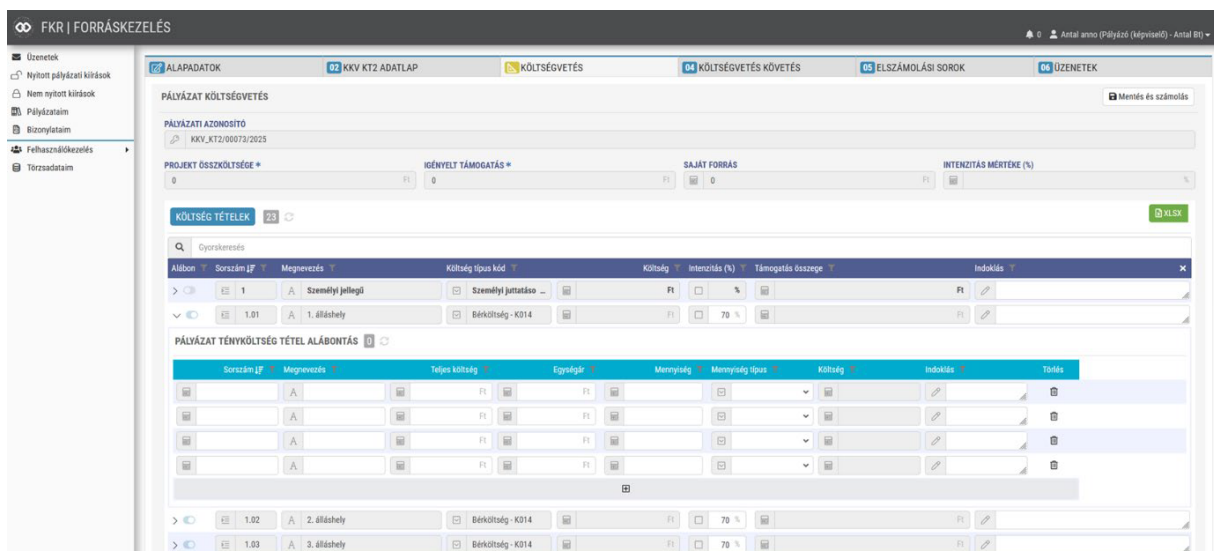 FKR | FORRÁSKEZELÉS
0 Antal anno (Pályázó (képviselő) - Antal Bt)
Üzenetek
Nyitott pályázati kiírások
Nem nyitott kiírások
Pályázataim
Bizonylataim
Felhasználókezelés
Törzsadataim
ALAPADATOK 02 KKV KT2 ADATLAP KÖLTSÉGVETÉS 04 KÖLTSÉGVETÉS KÖVETÉS 05 ELSZÁMOLÁSI SOROK 06 ÜZENETEK
PÁLYÁZAT KÖLTSÉGVETÉS Mentés és számolás
PÁLYÁZATI AZONOSÍTÓ
KKV_KT2/00073/2025
PROJEKT ÖSSZKÖLTSÉGE * IGÉNYELT TÁMOGATÁS * SAJÁT FORRÁS INTENZITÁS MÉRTÉKE (%)
0 Ft 0 Ft 0 Ft %
KÖLTSÉG TÉTELEK 23 XLSX
Gyorskeresés
Alábon Sorszám Megnevezés Költség típus kód Költség Intenzitás (%) Támogatás összege Indoklás
1 A Személyi jellegű Személyi juttatáso ... Ft % Ft
1.01 A 1. álláshely Bérköltség - K014 Ft 70 % Ft
PÁLYÁZAT TÉNYKÖLTSÉG TÉTEL ALÁBONTÁS 0
Sorszám Megnevezés Teljes költség Egységár Mennyiség Mennyiség típus Költség Indoklás Törlés
A Ft Ft
A Ft Ft
A Ft Ft
A Ft Ft
1.02 A 2. álláshely Bérköltség - K014 Ft 70 % Ft
1.03 A 3. álláshely Bérköltség - K014 Ft 70 % Ft